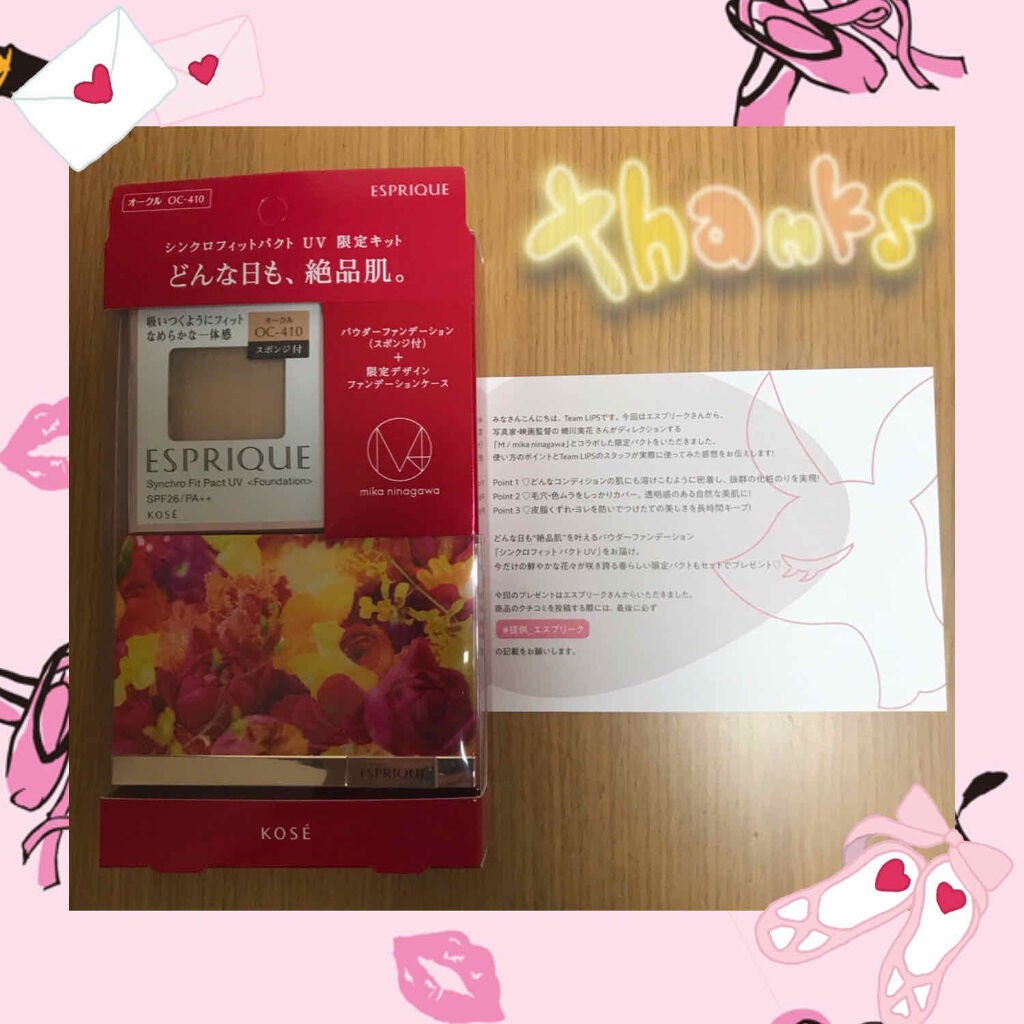 thanks
オークル OC-410
ESPRIQUE
シンクロフィットパクト UV 限定キット
どんな日も、絶品肌。
吸いつくようにフィット
なめらかな一体感
オークル
OC-410
スポンジ付
ESPRIQUE
Synchro Fit Pact UV <Foundation>
SPF26/PA++
KOSÉ
パウダーファンデーション
(スポンジ付)
+
限定デザイン
ファンデーションケース
M
mika ninagawa
ESPRIQUE
KOSÉ
みなさんこんにちは、Team LIPSです。今回はエスプリークさんから、
写真家・映画監督の 蜷川実花 さんがディレクションする
「M / mika ninagawa」とコラボした限定パクトをいただきました。
使い方のポイントとTeam LIPSのスタッフが実際に使ってみた感想をお伝えします!
Point 1 ♡どんなコンディションの肌にも溶けこむように密着し、抜群の化粧のりを実現!
Point 2 ♡毛穴・色ムラをしっかりカバー。透明感のある自然な美肌に!
Point 3 ♡皮脂くずれ・ヨレを防いでつけたての美しさを長時間キープ!
どんな日も"絶品肌"を叶えるパウダーファンデーション
「シンクロフィット パクト UV」をお届け。
今だけの鮮やかな花々が咲き誇る春らしい限定パクトもセットでプレゼント♡
今回のプレゼントはエスプリークさんからいただきました。
商品のクチコミを投稿する際には、最後に必ず
#提供_エスプリーク
の記載をお願いします。